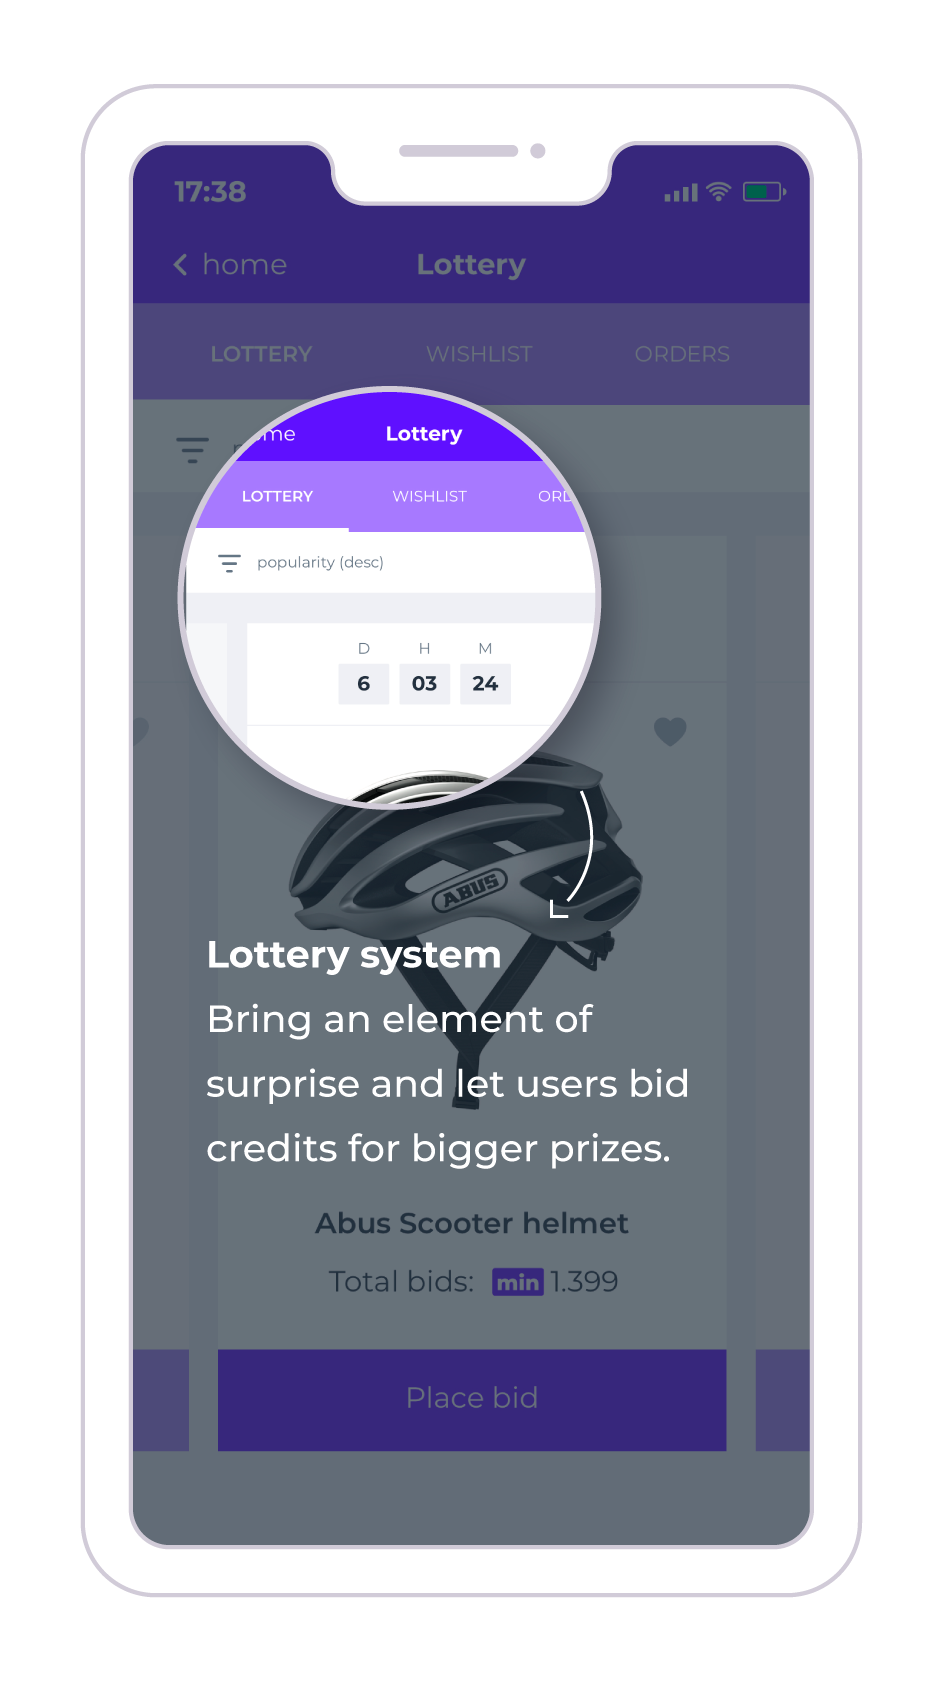 17:38
home
Lottery
LOTTERY WISHLIST ORDERS
Lottery
LOTTERY WISHLIST
popularity (desc)
D H M
6 03 24
ABUS
Lottery system
Bring an element of
surprise and let users bid
credits for bigger prizes.
Abus Scooter helmet
Total bids: min 1.399
Place bid